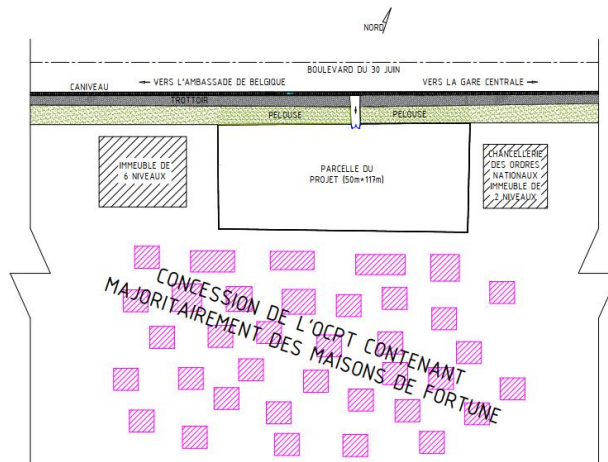 NORD
BOULEVARD DU 30 JUIN
VERS L'AMBASSADE DE BELGIQUE
VERS LA GARE CENTRALE
CANIVEAU
TROTTOIR
PELOUSE
PELOUSE
IMMEUBLE DE
6 NIVEAUX
PARCELLE DU
PROJET (50m*117m)
CHANCELLERIE
DES ORDRES
NATIONAUX
IMMEUBLE DE
2 NIVEAUX
CONCESSION DE L'OCPT CONTENANT
MAJORITAIREMENT DES MAISONS DE FORTUNE